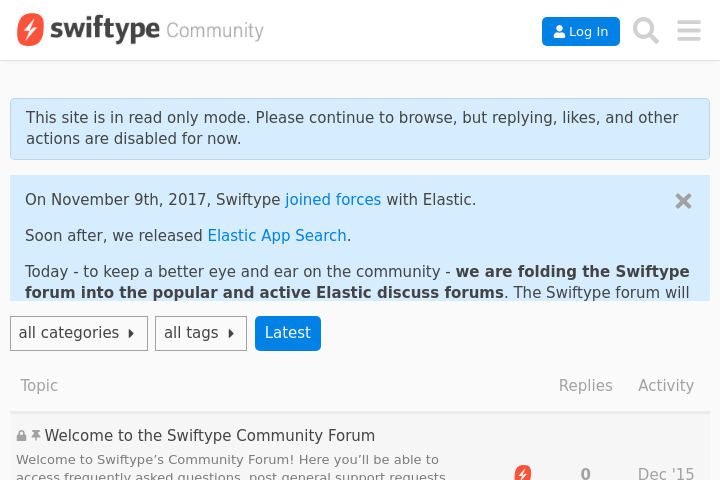 swiftype Community
Log In
This site is in read only mode. Please continue to browse, but replying, likes, and other
actions are disabled for now.
On November 9th, 2017, Swiftype joined forces with Elastic.
Soon after, we released Elastic App Search.
Today - to keep a better eye and ear on the community - we are folding the Swiftype
forum into the popular and active Elastic discuss forums. The Swiftype forum will
all categories
all tags
Latest
Topic
Replies
Activity
Welcome to the Swiftype Community Forum
Welcome to Swiftype’s Community Forum! Here you’ll be able to
access frequently asked questions, post general support requests
0
Dec '15